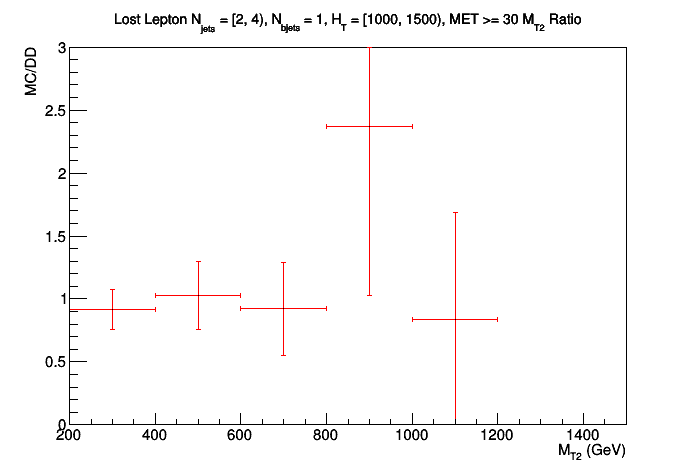 Lost Lepton N_jets = [2, 4), N_bjets = 1, H_T = [1000, 1500), MET >= 30 M_T2 Ratio
MC/DD
3
2.5
2
1.5
1
0.5
0
200 400 600 800 1000 1200 1400
M_T2 (GeV)